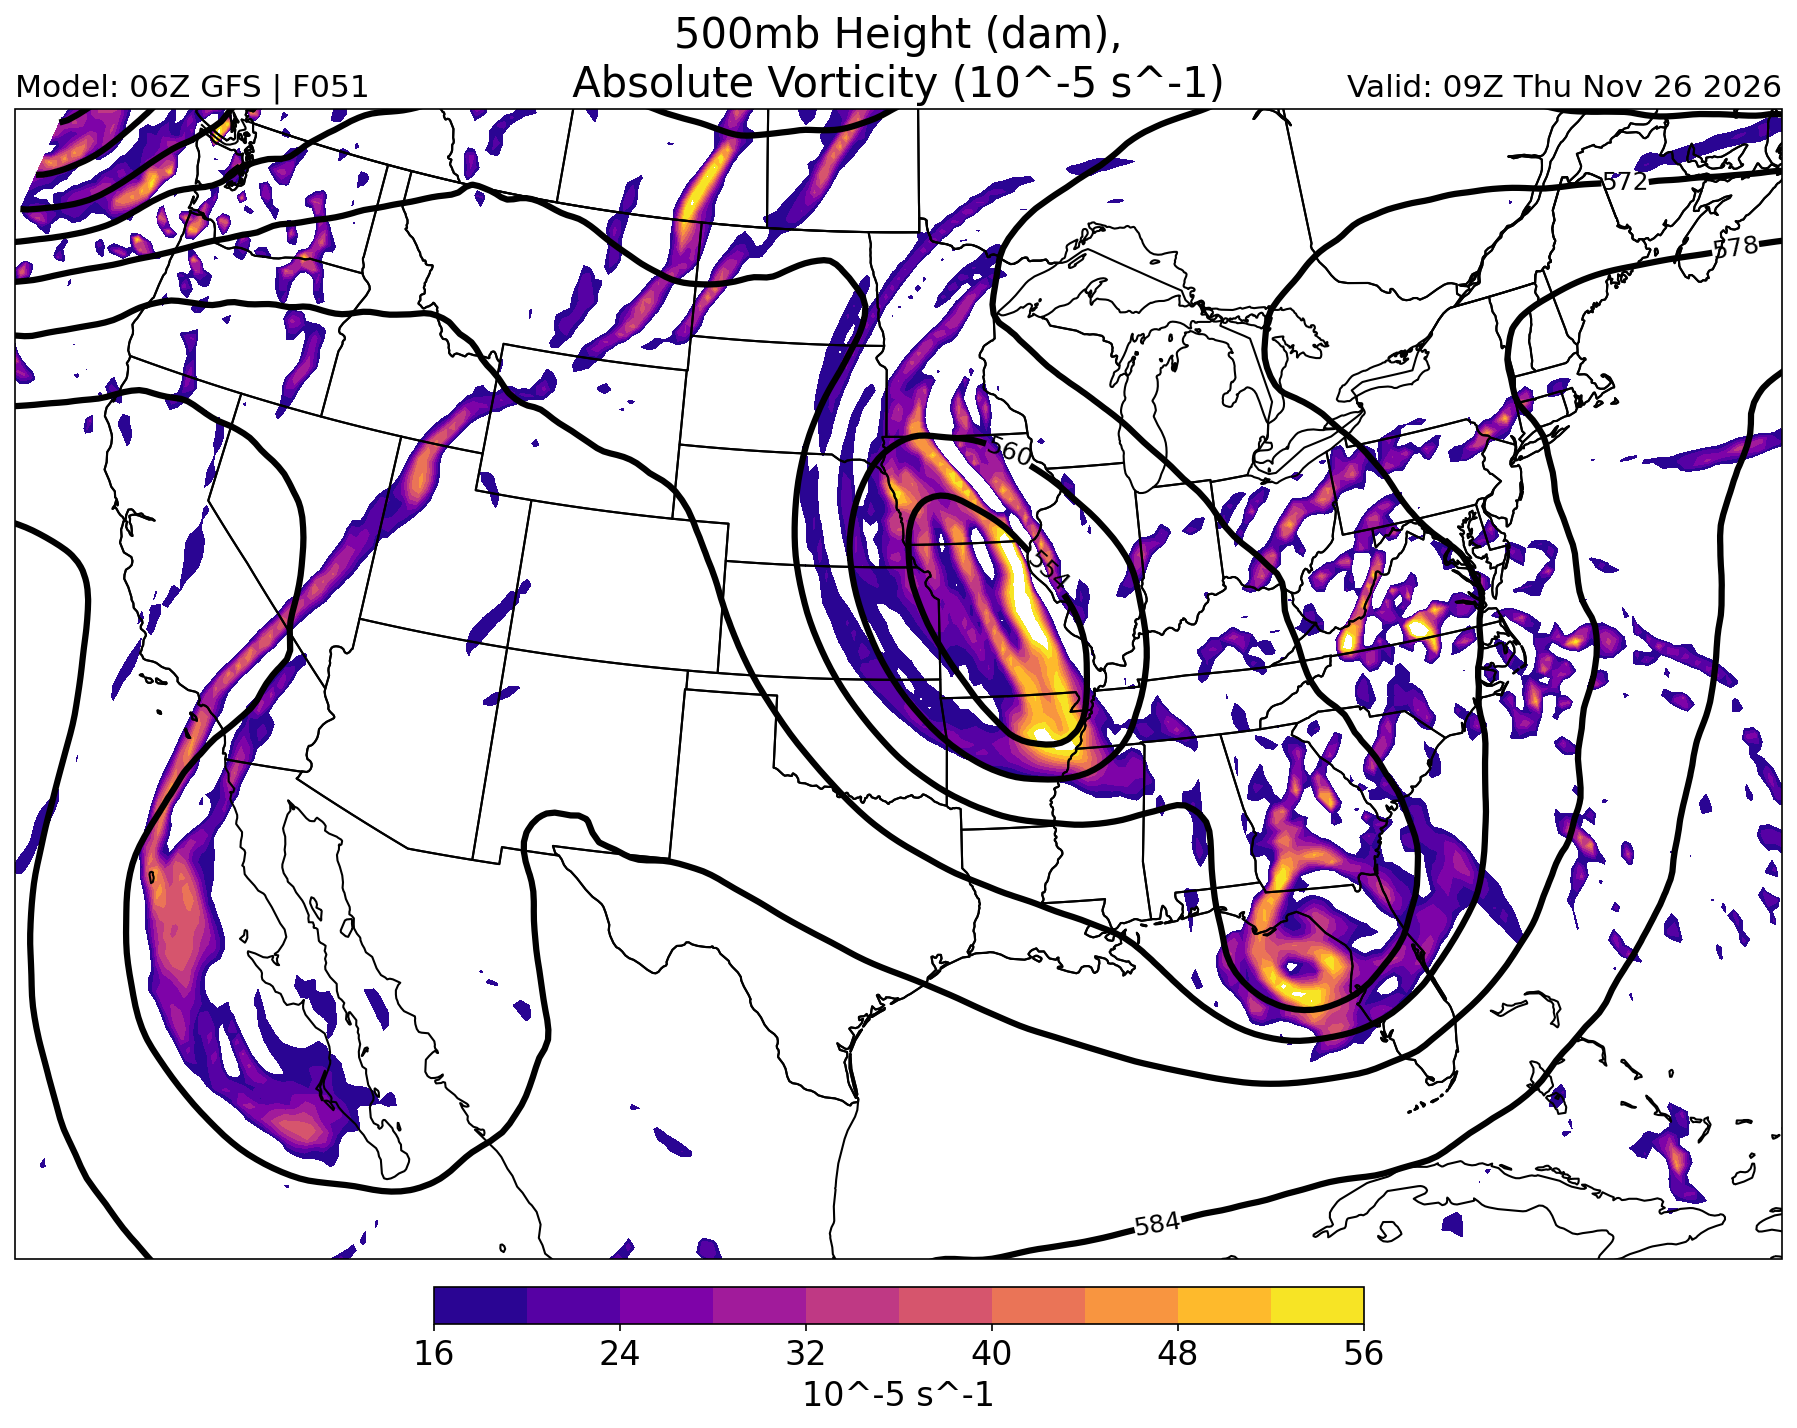 500mb Height (dam),
Absolute Vorticity (10^-5 s^-1)
Model: 06Z GFS | F051
Valid: 09Z Thu Nov 26 2026
572
578
560
554
584
16 24 32 40 48 56
10^-5 s^-1